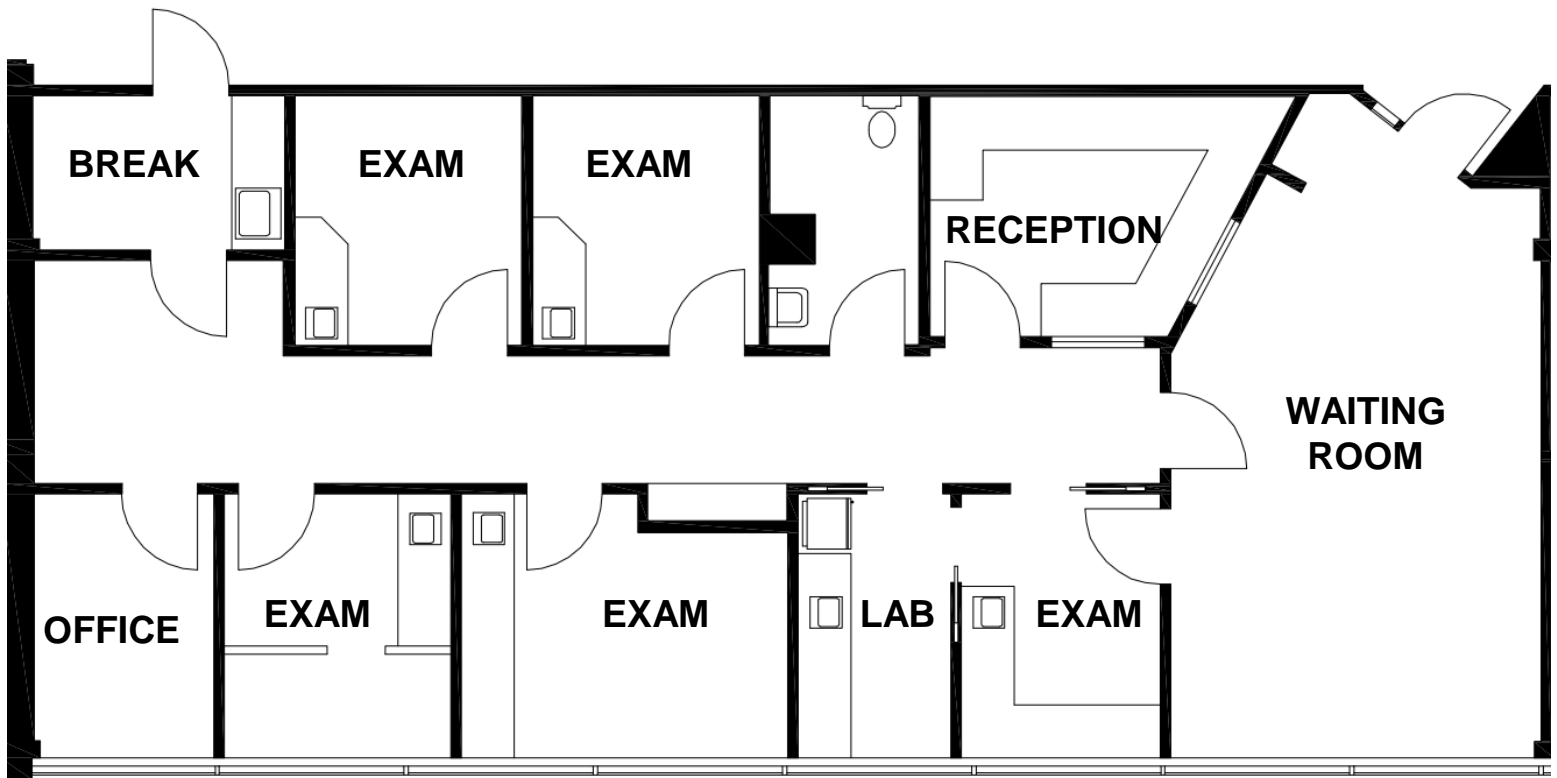 BREAK
EXAM
EXAM
RECEPTION
WAITING
ROOM
OFFICE
EXAM
EXAM
LAB
EXAM